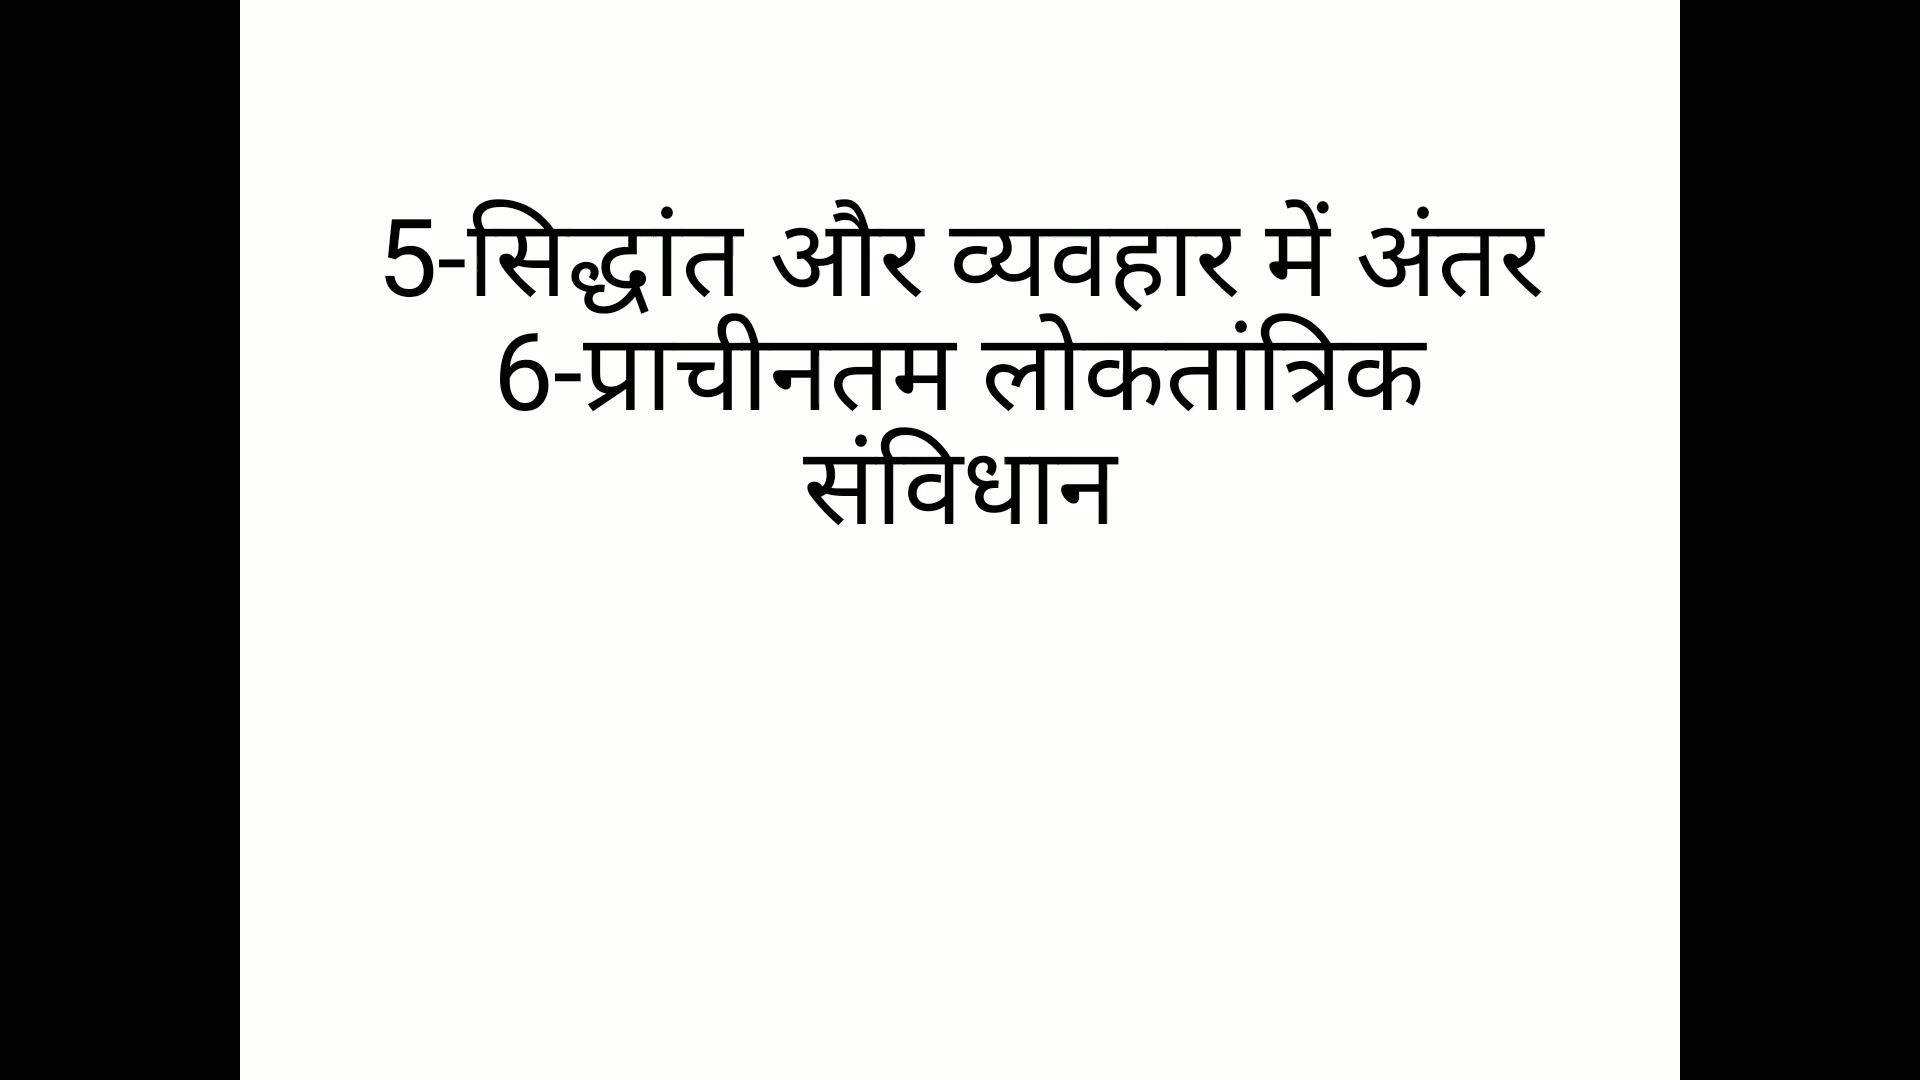 5-सिद्धांत और व्यवहार में अंतर
6-प्राचीनतम लोकतांत्रिक
संविधान